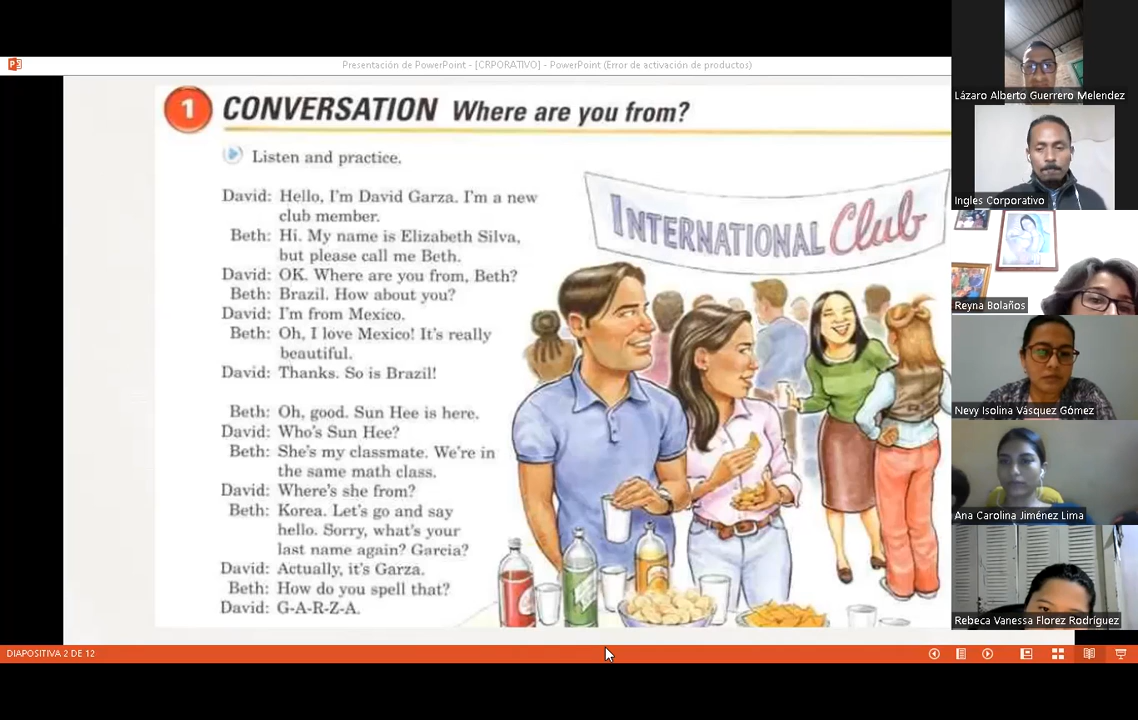 Presentación de PowerPoint - [CRPORATIVO] - PowerPoint (Error de activación de productos)
1 CONVERSATION Where are you from?
Listen and practice.
David: Hello, I'm David Garza. I'm a new
club member.
Beth: Hi. My name is Elizabeth Silva,
but please call me Beth.
David: OK. Where are you from, Beth?
Beth: Brazil. How about you?
David: I'm from Mexico.
Beth: Oh, I love Mexico! It's really
beautiful.
David: Thanks. So is Brazil!
Beth: Oh, good. Sun Hee is here.
David: Who's Sun Hee?
Beth: She's my classmate. We're in
the same math class.
David: Where's she from?
Beth: Korea. Let's go and say
hello. Sorry, what's your
last name again? Garcia?
David: Actually, it's Garza.
Beth: How do you spell that?
David: G-A-R-Z-A.
INTERNATIONAL Club
Lázaro Alberto Guerrero Melendez
Ingles Corporativo
Reyna Bolaños
Nevy Isolina Vásquez Gómez
Ana Carolina Jiménez Lima
Rebeca Vanessa Florez Rodríguez
DIAPOSITIVA 2 DE 12